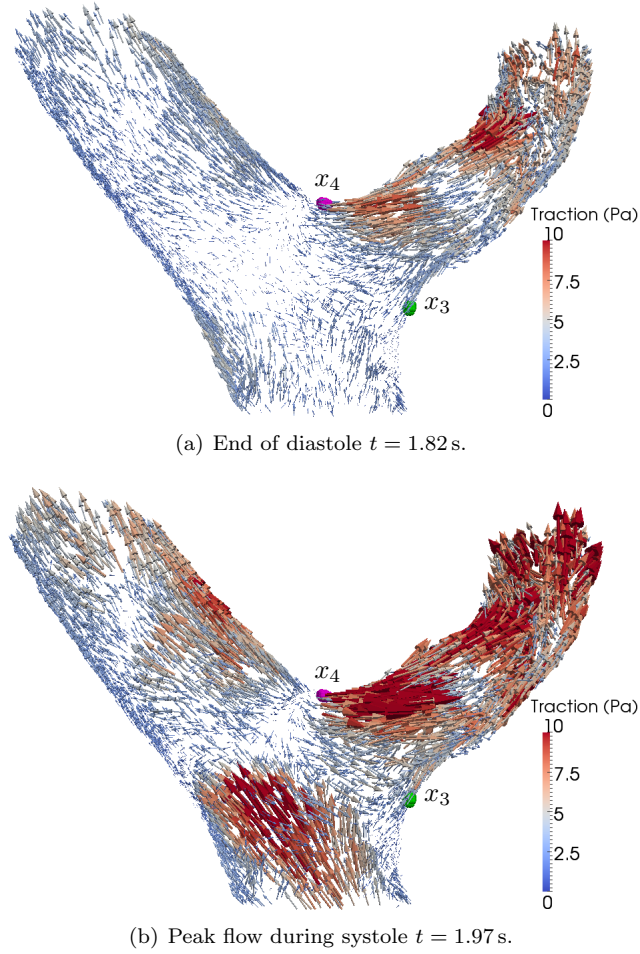 x₄
Traction (Pa)
10
7.5
5
x₃
2.5
0
(a) End of diastole t = 1.82 s.
x₄
Traction (Pa)
10
7.5
5
x₃
2.5
0
(b) Peak flow during systole t = 1.97 s.